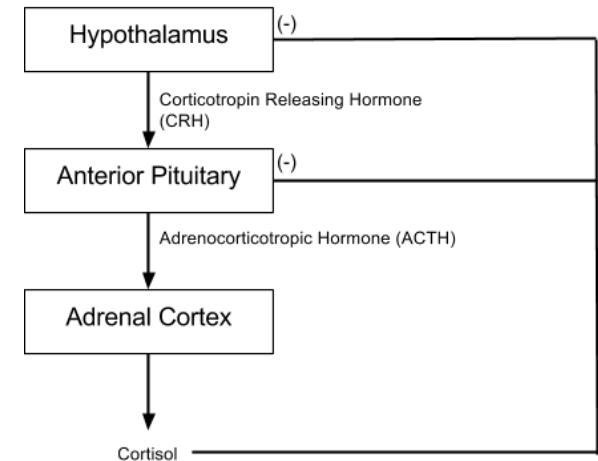 Hypothalamus
(-)
Corticotropin Releasing Hormone
(CRH)
Anterior Pituitary
(-)
Adrenocorticotropic Hormone (ACTH)
Adrenal Cortex
Cortisol